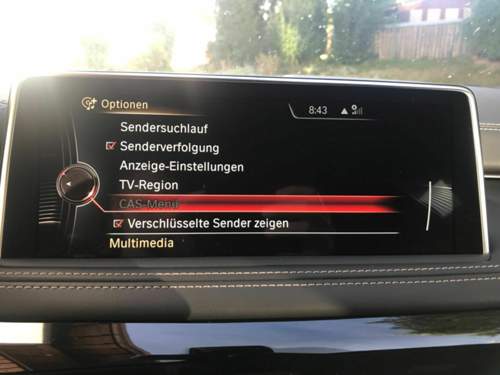 Optionen
8:43
Sendersuchlauf
Senderverfolgung
Anzeige-Einstellungen
TV-Region
CAS-Menü
Verschlüsselte Sender zeigen
Multimedia